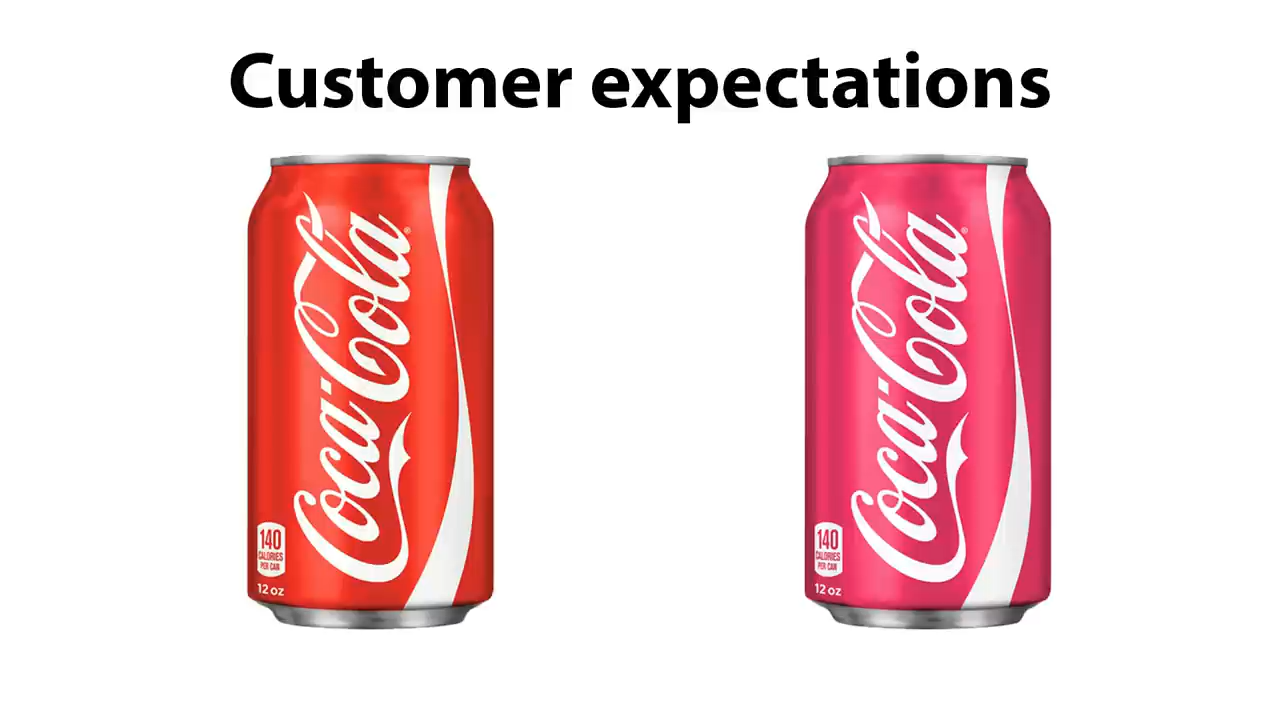 Customer expectations
Coca-Cola®
140
CALORIES
PER CAN
12 oz
Coca-Cola®
140
CALORIES
PER CAN
12 oz